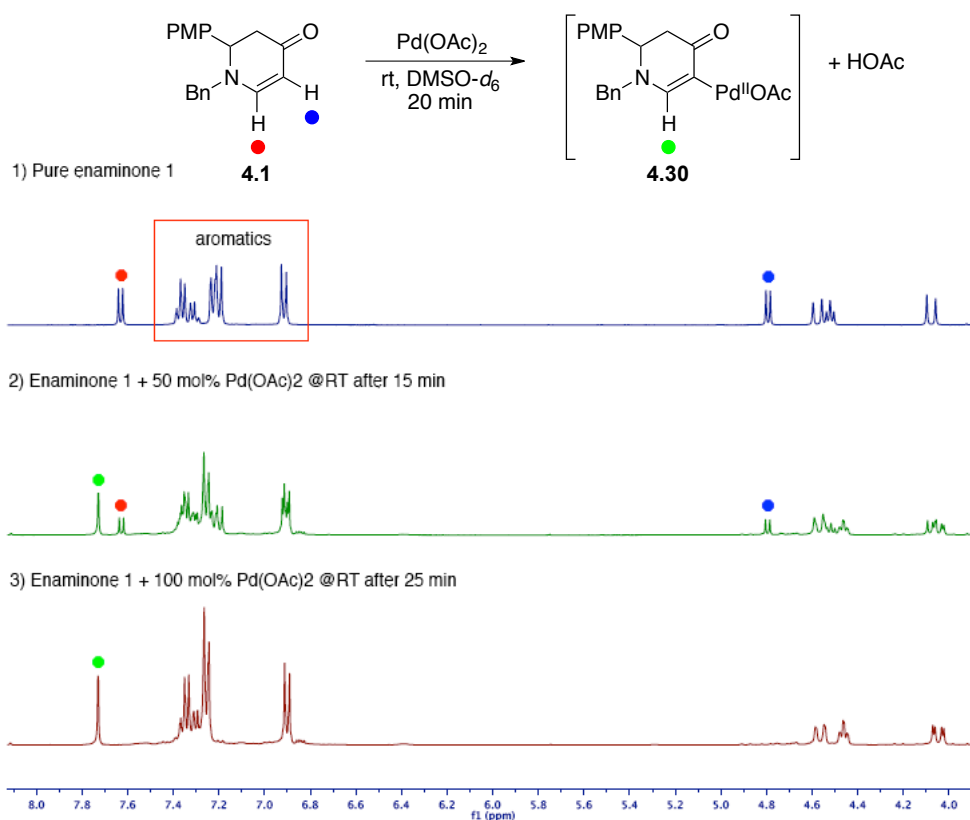 PMP
O
N
Bn
H
H
4.1
Pd(OAc)2
rt, DMSO-d6
20 min
PMP
O
N
Bn
PdIIOAc
H
4.30
+ HOAc
1) Pure enaminone 1
aromatics
2) Enaminone 1 + 50 mol% Pd(OAc)2 @RT after 15 min
3) Enaminone 1 + 100 mol% Pd(OAc)2 @RT after 25 min
8.0 7.8 7.6 7.4 7.2 7.0 6.8 6.6 6.4 6.2 6.0 5.8 5.6 5.4 5.2 5.0 4.8 4.6 4.4 4.2 4.0
f1 (ppm)